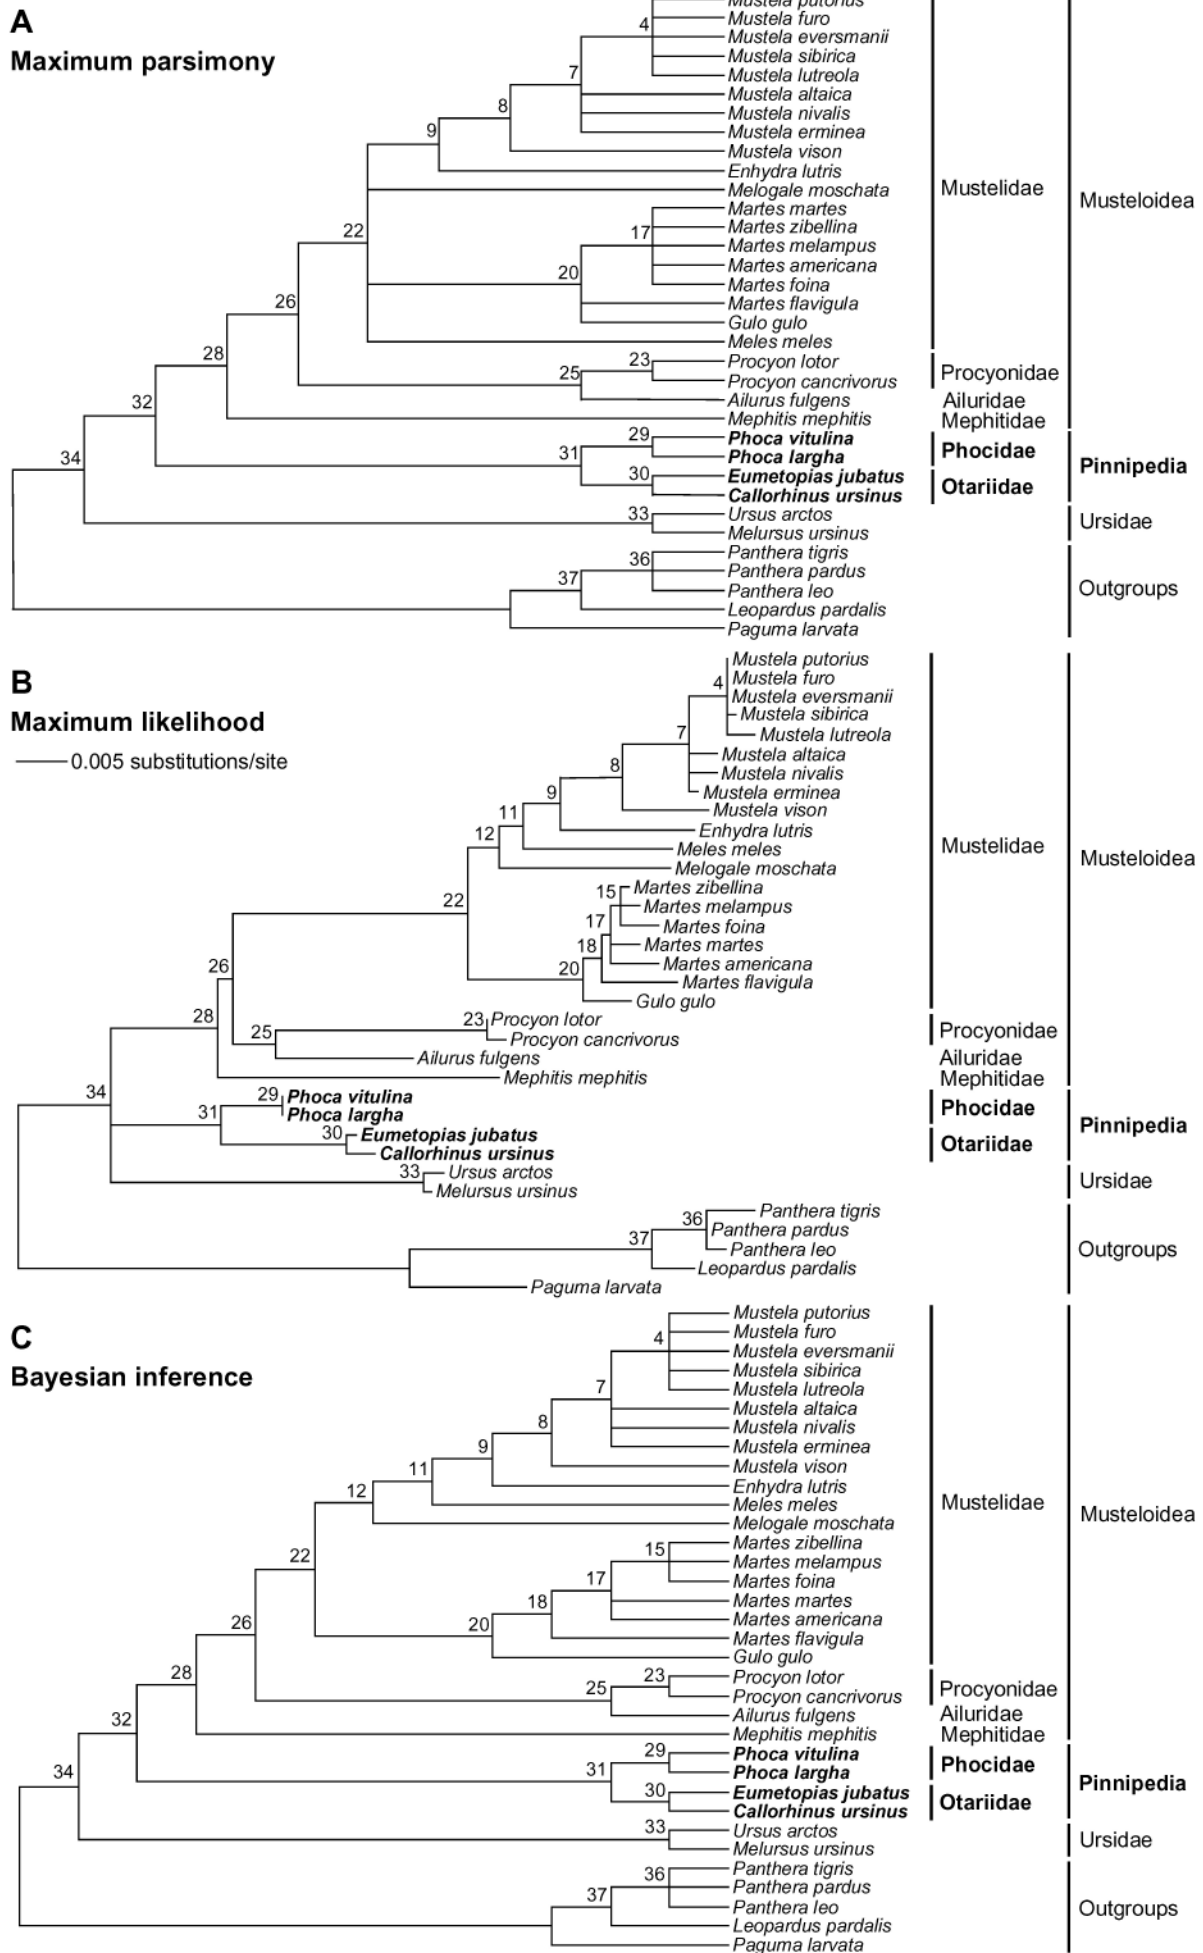 A
Maximum parsimony
Mustela putorius
4
Mustela furo
Mustela eversmanii
Mustela sibirica
7
Mustela lutreola
Mustela altaica
8
Mustela nivalis
9
Mustela erminea
Mustela vison
Enhydra lutris
Melogale moschata
Mustelidae
Musteloidea
Martes martes
22
17
Martes zibellina
Martes melampus
20
Martes americana
Martes foina
26
Martes flavigula
Gulo gulo
Meles meles
28
23
Procyon lotor
25
Procyon cancrivorus
Procyonidae
32
Ailurus fulgens
Ailuridae
Mephitis mephitis
Mephitidae
29
Phoca vitulina
34
31
Phoca largha
Phocidae
Pinnipedia
30
Eumetopias jubatus
Callorhinus ursinus
Otariidae
33
Ursus arctos
Melursus ursinus
Ursidae
Panthera tigris
36
37
Panthera pardus
Panthera leo
Outgroups
Leopardus pardalis
Paguma larvata
B
Maximum likelihood
0.005 substitutions/site
Mustela putorius
4
Mustela furo
Mustela eversmanii
Mustela sibirica
7
Mustela lutreola
Mustela altaica
8
Mustela nivalis
9
Mustela erminea
11
Mustela vison
12
Enhydra lutris
Meles meles
Mustelidae
Musteloidea
Melogale moschata
22
15
Martes zibellina
Martes melampus
17
Martes foina
18
Martes martes
20
Martes americana
26
Martes flavigula
Gulo gulo
28
23
Procyon lotor
25
Procyon cancrivorus
Procyonidae
Ailurus fulgens
Ailuridae
Mephitis mephitis
Mephitidae
34
29
Phoca vitulina
31
Phoca largha
Phocidae
Pinnipedia
30
Eumetopias jubatus
Callorhinus ursinus
Otariidae
33
Ursus arctos
Melursus ursinus
Ursidae
Panthera tigris
36
37
Panthera pardus
Panthera leo
Outgroups
Leopardus pardalis
Paguma larvata
C
Bayesian inference
Mustela putorius
4
Mustela furo
Mustela eversmanii
Mustela sibirica
7
Mustela lutreola
Mustela altaica
8
Mustela nivalis
9
Mustela erminea
11
Mustela vison
12
Enhydra lutris
Meles meles
Mustelidae
Musteloidea
Melogale moschata
22
15
Martes zibellina
Martes melampus
17
Martes foina
18
Martes martes
20
Martes americana
26
Martes flavigula
Gulo gulo
28
23
Procyon lotor
25
Procyon cancrivorus
Procyonidae
32
Ailurus fulgens
Ailuridae
Mephitis mephitis
Mephitidae
29
Phoca vitulina
34
31
Phoca largha
Phocidae
Pinnipedia
30
Eumetopias jubatus
Callorhinus ursinus
Otariidae
33
Ursus arctos
Melursus ursinus
Ursidae
Panthera tigris
36
37
Panthera pardus
Panthera leo
Outgroups
Leopardus pardalis
Paguma larvata